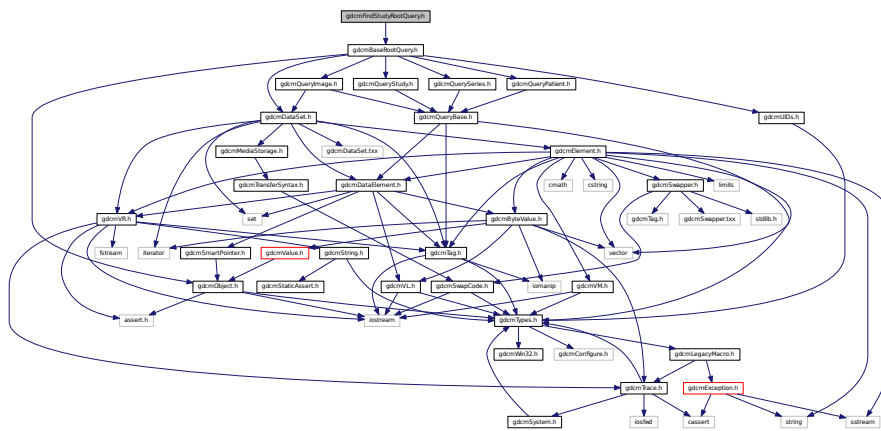 gdcmFindStudyRootQuery.h
gdcmBaseRootQuery.h
gdcmQueryImage.h
gdcmQueryStudy.h
gdcmQuerySeries.h
gdcmQueryPatient.h
gdcmDataSet.h
gdcmQueryBase.h
gdcmUIDs.h
gdcmMediaStorage.h
gdcmDataSet.txx
gdcmElement.h
gdcmTransferSyntax.h
gdcmDataElement.h
cmath
cstring
gdcmSwapper.h
limits
gdcmVR.h
set
gdcmByteValue.h
gdcmTag.h
gdcmSwapper.txx
stdlib.h
fstream
iterator
gdcmSmartPointer.h
gdcmValue.h
gdcmString.h
gdcmTag.h
vector
gdcmObject.h
gdcmStaticAssert.h
gdcmVL.h
gdcmSwapCode.h
iomanip
gdcmVM.h
assert.h
iostream
gdcmTypes.h
gdcmWin32.h
gdcmConfigure.h
gdcmLegacyMacro.h
gdcmTrace.h
gdcmException.h
gdcmSystem.h
iosfwd
cassert
string
sstream